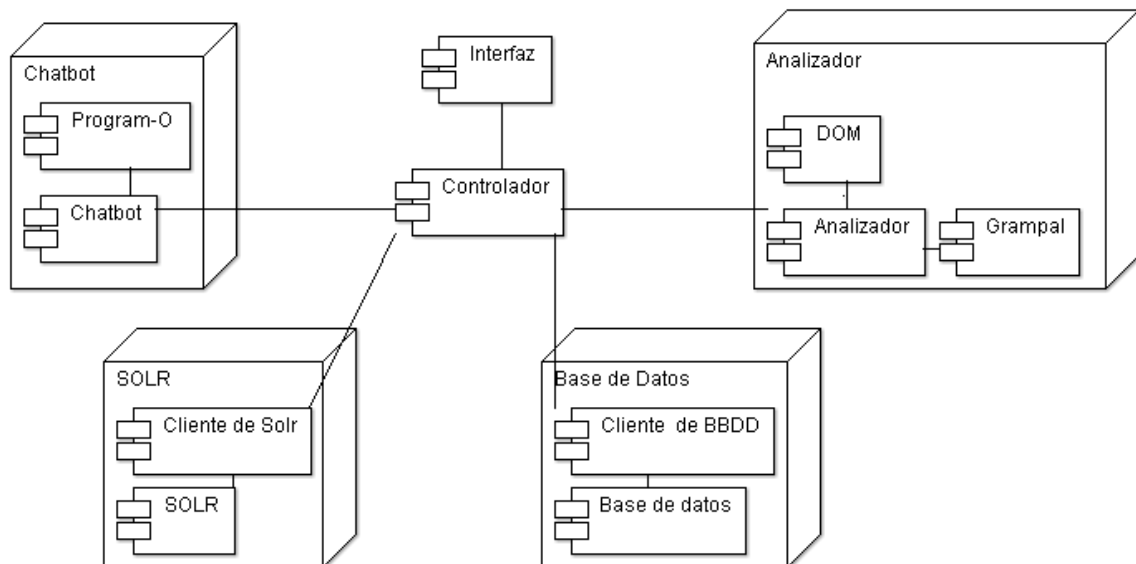 Chatbot
Program-O
Chatbot
Interfaz
Controlador
Analizador
DOM
Analizador
Grampal
SOLR
Cliente de Solr
SOLR
Base de Datos
Cliente de BBDD
Base de datos